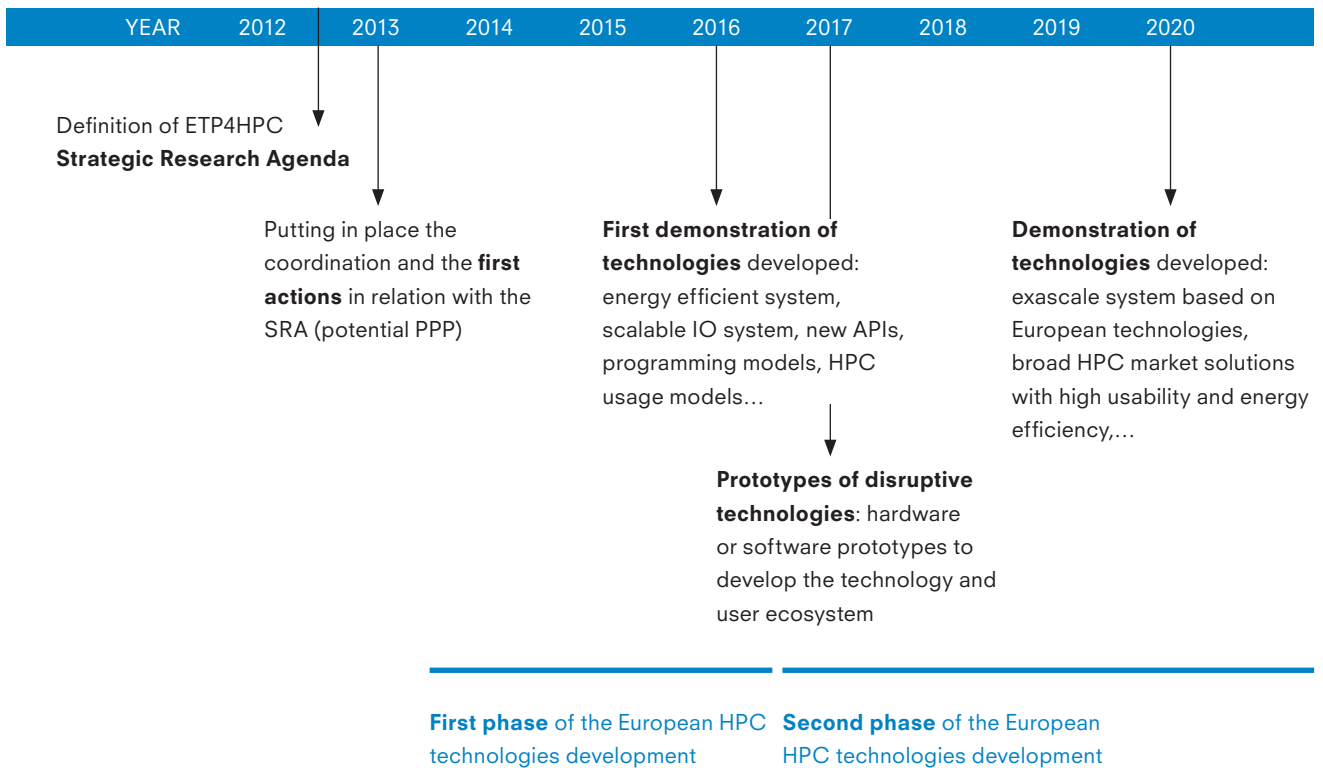 YEAR 2012 2013 2014 2015 2016 2017 2018 2019 2020
Definition of ETP4HPC
Strategic Research Agenda
Putting in place the
coordination and the first
actions in relation with the
SRA (potential PPP)
First demonstration of
technologies developed:
energy efficient system,
scalable IO system, new APIs,
programming models, HPC
usage models…
Prototypes of disruptive
technologies: hardware
or software prototypes to
develop the technology and
user ecosystem
Demonstration of
technologies developed:
exascale system based on
European technologies,
broad HPC market solutions
with high usability and energy
efficiency,…
First phase of the European HPC
technologies development
Second phase of the European
HPC technologies development